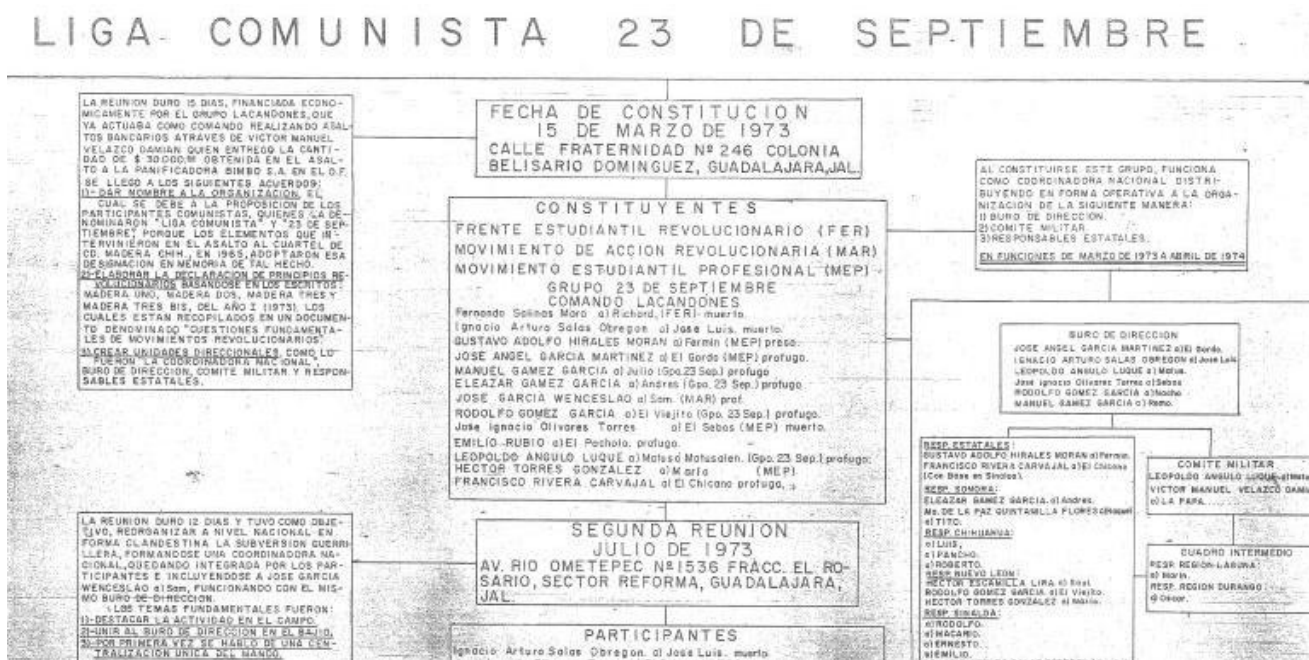 LIGA COMUNISTA 23 DE SEPTIEMBRE
LA REUNION DURO 15 DIAS, FINANCIADA ECONO-
MICAMENTE POR EL GRUPO LACANDONES, QUE
YA ACTUABA COMO COMANDO REALIZANDO ASAL-
TOS BANCARIOS ATRAVES DE VICTOR MANUEL
VELAZCO DAMIAN QUIEN ENTREGO LA CANTI-
DAD DE $ 30.000.00 OBTENIDA EN EL ASAL-
TO A LA PANIFICADORA BIMBO S.A. EN EL D.F.
SE LLEGO A LOS SIGUIENTES ACUERDOS:
1)- DAR NOMBRE A LA ORGANIZACION, EL
CUAL SE DEBE A LA PROPOSICION DE LOS
PARTICIPANTES COMUNISTAS, QUIENES LA DE-
NOMINARON "LIGA COMUNISTA" Y "23 DE SEP-
TIEMBRE", PORQUE LOS ELEMENTOS QUE IN-
TERVINIERON EN EL ASALTO AL CUARTEL DE
CD. MADERA CHIH., EN 1965, ADOPTARON ESA
DESIGNACION EN MEMORIA DE TAL HECHO.
2)-ELABORAR LA DECLARACION DE PRINCIPIOS RE-
VOLUCIONARIOS BASANDOSE EN LOS ESCRITOS:
MADERA UNO, MADERA DOS, MADERA TRES Y
MADERA TRES BIS, DEL AÑO I (1973). LOS
CUALES ESTAN RECOPILADOS EN UN DOCUMEN-
TO DENOMINADO "CUESTIONES FUNDAMENTA-
LES DE MOVIMIENTOS REVOLUCIONARIOS".
3)-CREAR UNIDADES DIRECCIONALES, COMO LO
FUERON "LA COORDINADORA NACIONAL",
BURO DE DIRECCION, COMITE MILITAR Y RESPON-
SABLES ESTATALES.
FECHA DE CONSTITUCION
15 DE MARZO DE 1973
CALLE FRATERNIDAD Nº 246 COLONIA
BELISARIO DOMINGUEZ, GUADALAJARA, JAL.
CONSTITUYENTES
FRENTE ESTUDIANTIL REVOLUCIONARIO (FER)
MOVIMIENTO DE ACCION REVOLUCIONARIA (MAR)
MOVIMIENTO ESTUDIANTIL PROFESIONAL (MEP)
GRUPO 23 DE SEPTIEMBRE
COMANDO LACANDONES
Fernando Salinas Mora a) Richard, (FER) muerto.
Ignacio Arturo Salas Obregon a) Jose Luis. muerto.
GUSTAVO ADOLFO HIRALES MORAN a) Fermin (MEP) preso.
JOSE ANGEL GARCIA MARTINEZ a) El Gordo (MEP) profugo.
MANUEL GAMEZ GARCIA a) Julio (Gpo. 23 Sep.) profugo
ELEAZAR GAMEZ GARCIA a) Andres (Gpo. 23 Sep.) profugo
JOSE GARCIA WENCESLAO a) Sam. (MAR) prof.
RODOLFO GOMEZ GARCIA a) El Viejito (Gpo. 23 Sep.) profugo.
Jose Ignacio Olivares Torres a) El Sebas (MEP) muerto.
EMILIO RUBIO a) El Pocholo. profugo.
LEOPOLDO ANGULO LUQUE a) Matuso Matusalen. (Gpo. 23 Sep.) profugo.
HECTOR TORRES GONZALEZ a) Mario (MEP)
FRANCISCO RIVERA CARVAJAL a) El Chicano profugo.
AL CONSTITUIRSE ESTE GRUPO, FUNCIONA
COMO COORDINADORA NACIONAL DISTRI-
BUYENDO EN FORMA OPERATIVA A LA ORGA-
NIZACION DE LA SIGUIENTE MANERA:
1) BURO DE DIRECCION.
2) COMITE MILITAR.
3) RESPONSABLES ESTATALES.
EN FUNCIONES DE MARZO DE 1973 A ABRIL DE 1974
BURO DE DIRECCION
JOSE ANGEL GARCIA MARTINEZ a) El Gordo.
IGNACIO ARTURO SALAS OBREGON a) Jose Luis
LEOPOLDO ANGULO LUQUE a) Matus.
Jose Ignacio Olivares Torres a) Sebas
RODOLFO GOMEZ GARCIA a) Nacho
MANUEL GAMEZ GARCIA a) Remo.
RESP. ESTATALES:
GUSTAVO ADOLFO HIRALES MORAN a) Fermin.
FRANCISCO RIVERA CARVAJAL a) El Chicano
(Con Base en Sinaloa).
RESP. SONORA:
ELEAZAR GAMEZ GARCIA. a) Andres.
Ma. DE LA PAZ QUINTANILLA FLORES
a) TITO.
RESP. CHIHUAHUA:
a) LUIS,
a) PANCHO.
a) ROBERTO.
RESP. NUEVO LEON:
HECTOR ESCAMILLA LIRA a) Noel
RODOLFO GOMEZ GARCIA a) El Viejito.
HECTOR TORRES GONZALEZ a) Mario.
RESP. SINALOA:
a) RODOLFO.
a) MACARIO.
a) ERNESTO.
a) EMILIO.
COMITE MILITAR
LEOPOLDO ANGULO LUQUE a)
VICTOR MANUEL VELAZCO
a) LA PAPA.
CUADRO INTERMEDIO
RESP. REGION LAGUNA:
a) Marin.
RESP. REGION DURANGO:
a) Oscar.
LA REUNION DURO 12 DIAS Y TUVO COMO OBJE-
TIVO, REORGANIZAR A NIVEL NACIONAL EN
FORMA CLANDESTINA LA SUBVERSION GUERRI-
LLERA, FORMANDOSE UNA COORDINADORA NA-
CIONAL, QUEDANDO INTEGRADA POR LOS PAR-
TICIPANTES E INCLUYENDOSE A JOSE GARCIA
WENCESLAO a) Sam, FUNCIONANDO CON EL MIS-
MO BURO DE DIRECCION.
LOS TEMAS FUNDAMENTALES FUERON:
1)-DESTACAR LA ACTIVIDAD EN EL CAMPO.
2)-UNIR AL BURO DE DIRECCION EN EL BAJIO.
3)-POR PRIMERA VEZ SE HABLO DE UNA CEN-
TRALIZACION UNICA DEL MANDO.
SEGUNDA REUNION
JULIO DE 1973
AV. RIO OMETEPEC Nº 1536 FRACC. EL RO-
SARIO, SECTOR REFORMA, GUADALAJARA,
JAL.
PARTICIPANTES
Ignacio Arturo Salas Obregon. a) Jose Luis. muerto